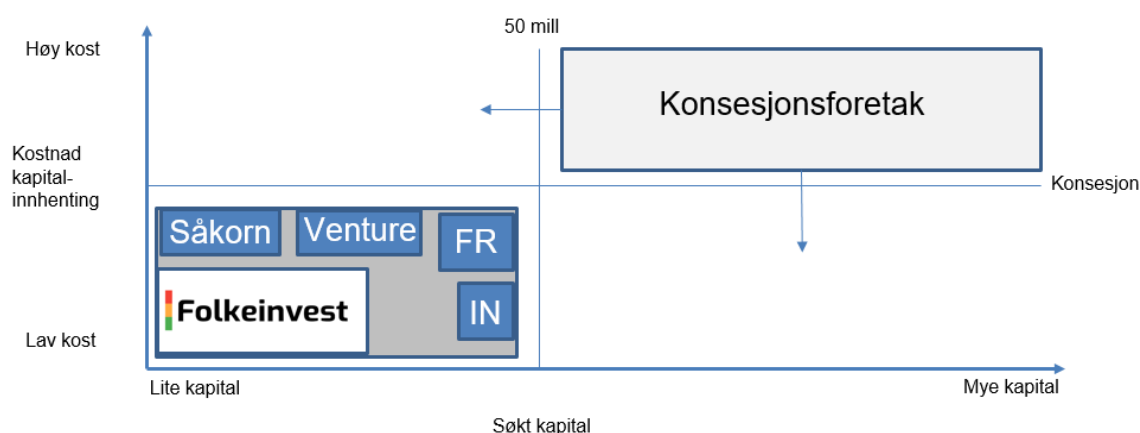 50 mill
Høy kost
Konsesjonsforetak
Kostnad
kapital-
innhenting
Konsesjon
Såkorn
Venture
FR
Folkeinvest
IN
Lav kost
Lite kapital
Mye kapital
Søkt kapital